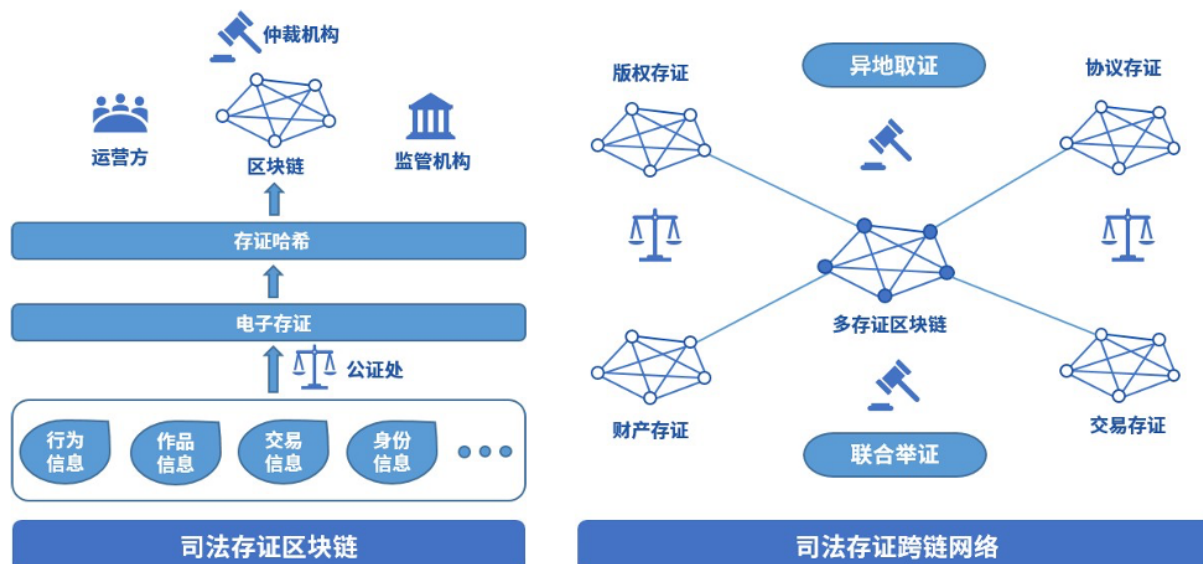 仲裁机构
运营方
区块链
监管机构
存证哈希
电子存证
公证处
行为
信息
作品
信息
交易
信息
身份
信息
司法存证区块链
异地取证
版权存证
协议存证
多存证区块链
财产存证
交易存证
联合举证
司法存证跨链网络